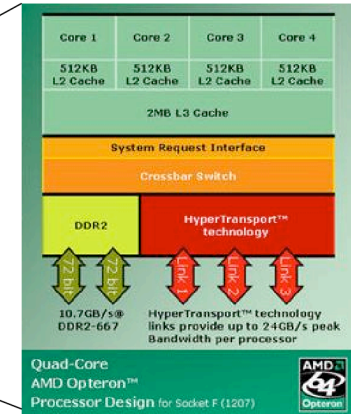 Core 1 Core 2 Core 3 Core 4
512KB 512KB 512KB 512KB
L2 Cache L2 Cache L2 Cache L2 Cache
2MB L3 Cache
System Request Interface
Crossbar Switch
DDR2
HyperTransport™
technology
72 bit 72 bit Link 1 Link 2 Link 3
10.7GB/s@
DDR2-667
HyperTransport™ technology
links provide up to 24GB/s peak
Bandwidth per processor
Quad-Core
AMD Opteron™
Processor Design for Socket F (1207)
AMD
64
Opteron